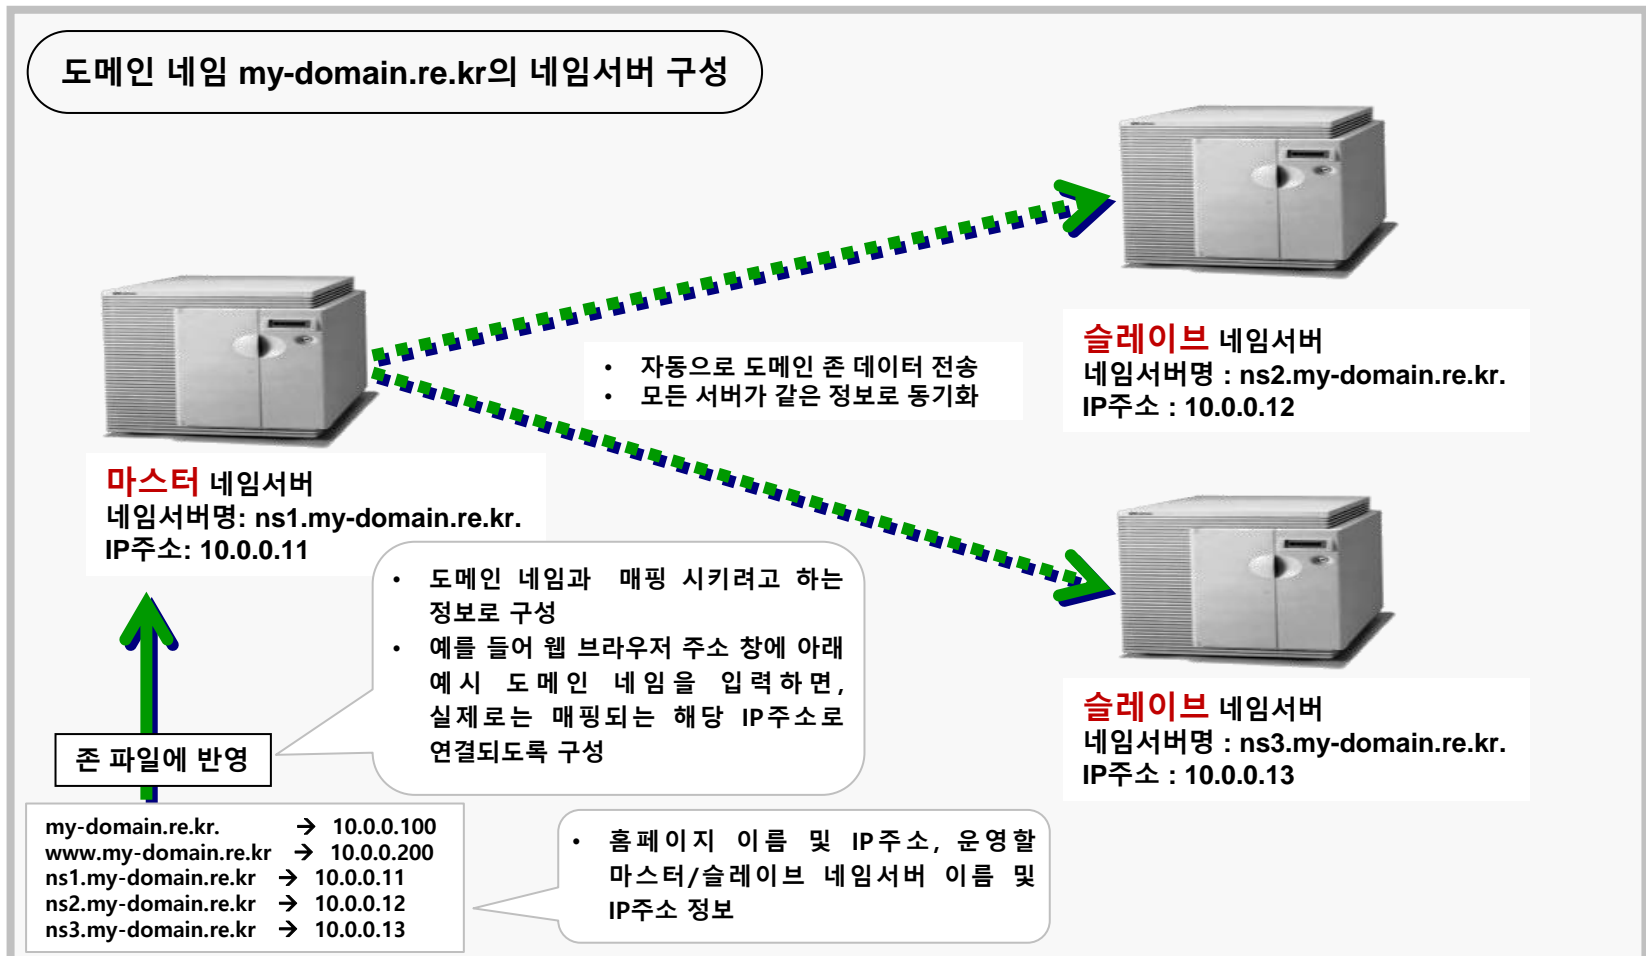 도메인 네임 my-domain.re.kr의 네임서버 구성
• 자동으로 도메인 존 데이터 전송
• 모든 서버가 같은 정보로 동기화
슬레이브 네임서버
네임서버명 : ns2.my-domain.re.kr.
IP주소 : 10.0.0.12
마스터 네임서버
네임서버명: ns1.my-domain.re.kr.
IP주소: 10.0.0.11
• 도메인 네임과 매핑 시키려고 하는
정보로 구성
• 예를 들어 웹 브라우저 주소 창에 아래
예시 도메인 네임을 입력하면,
실제로는 매핑되는 해당 IP주소로
연결되도록 구성
슬레이브 네임서버
네임서버명 : ns3.my-domain.re.kr.
IP주소 : 10.0.0.13
존 파일에 반영
my-domain.re.kr. → 10.0.0.100
www.my-domain.re.kr → 10.0.0.200
ns1.my-domain.re.kr → 10.0.0.11
ns2.my-domain.re.kr → 10.0.0.12
ns3.my-domain.re.kr → 10.0.0.13
• 홈페이지 이름 및 IP주소, 운영할
마스터/슬레이브 네임서버 이름 및
IP주소 정보